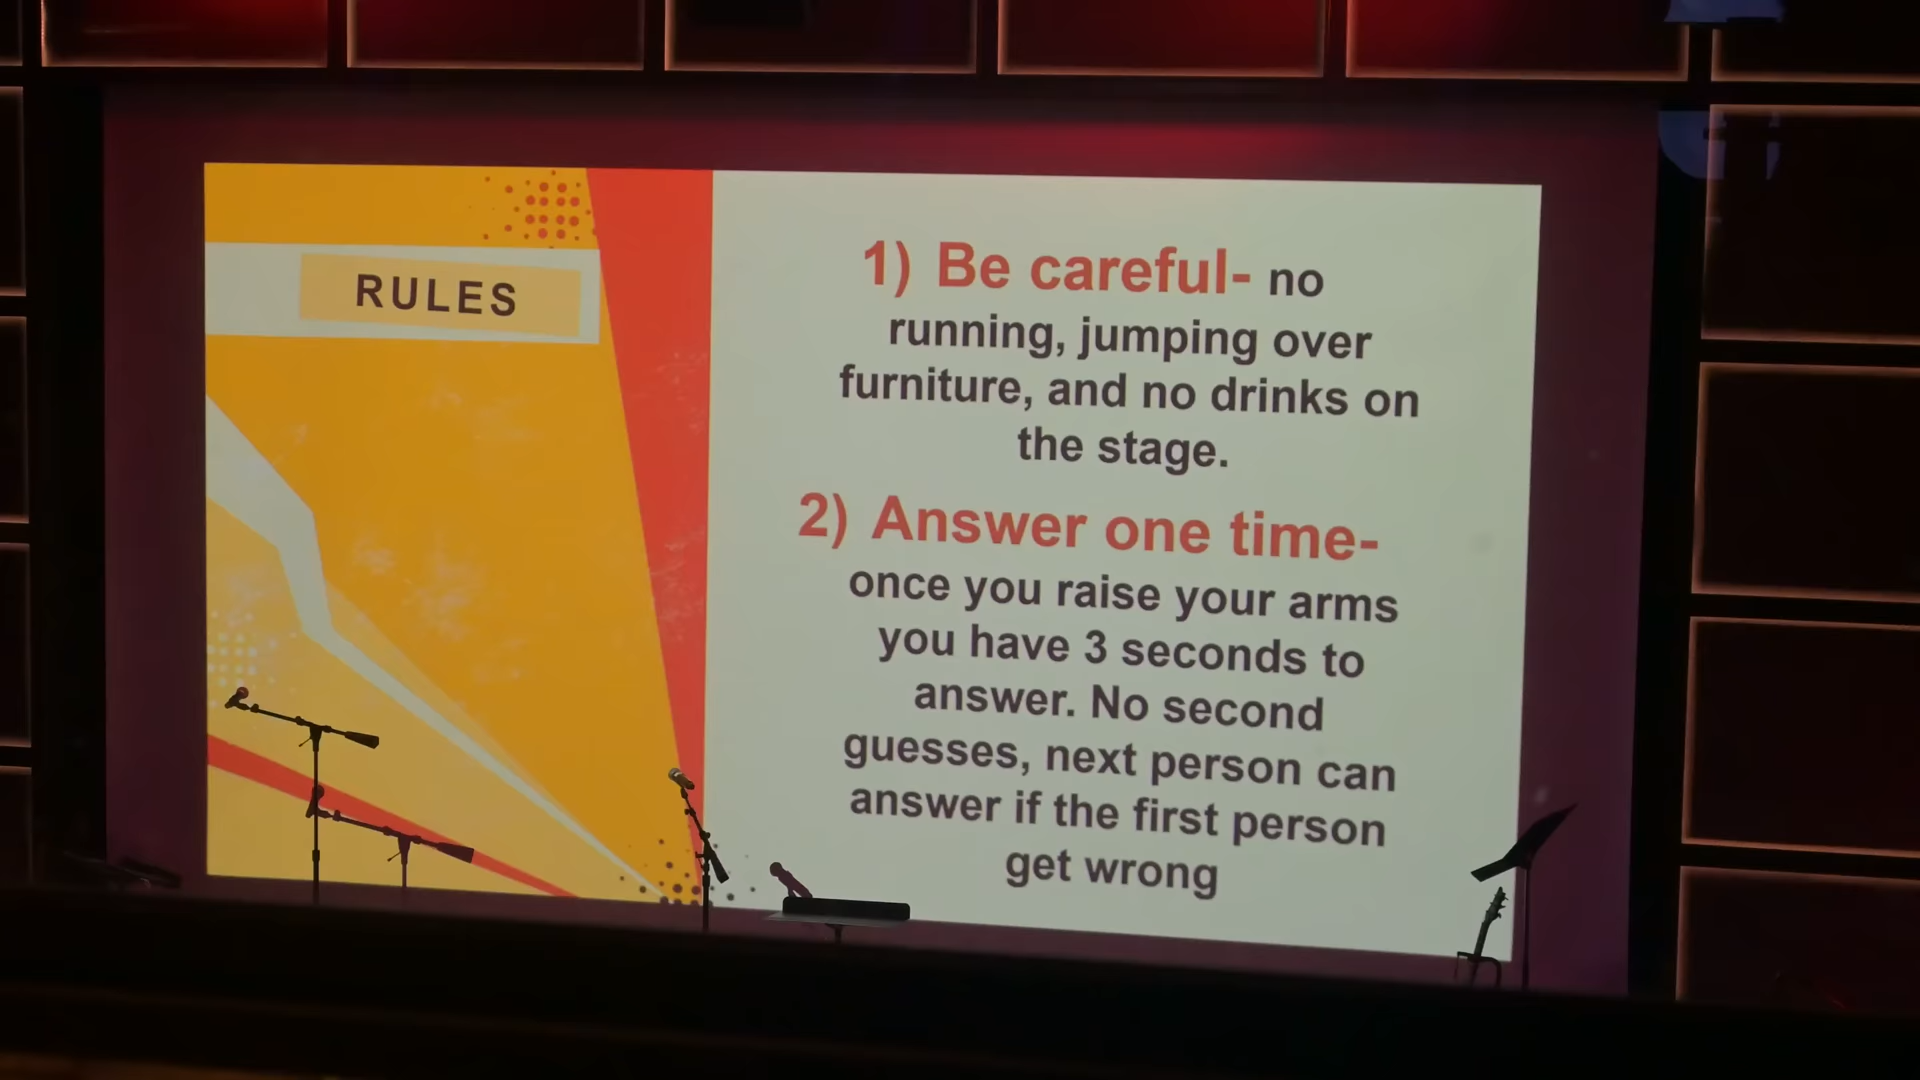 RULES
1) Be careful- no
running, jumping over
furniture, and no drinks on
the stage.
2) Answer one time-
once you raise your arms
you have 3 seconds to
answer. No second
guesses, next person can
answer if the first person
get wrong